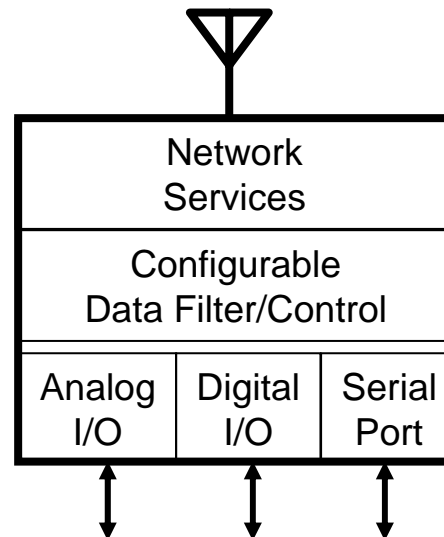 Network
Services
Configurable
Data Filter/Control
Analog
I/O
Digital
I/O
Serial
Port